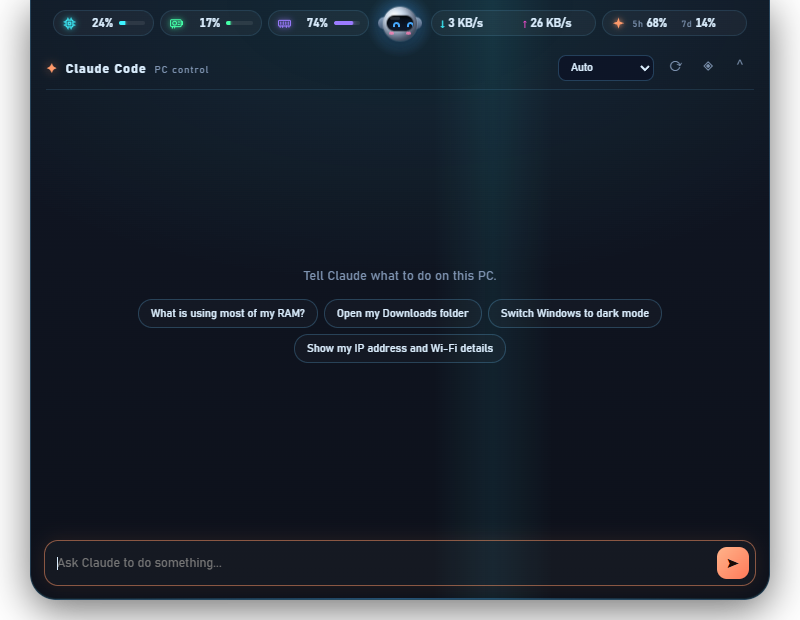 24% 17% 74% ↓ 3 KB/s ↑ 26 KB/s 5h 68% 7d 14%
Claude Code PC control Auto
Tell Claude what to do on this PC.
What is using most of my RAM? Open my Downloads folder Switch Windows to dark mode
Show my IP address and Wi-Fi details
Ask Claude to do something...